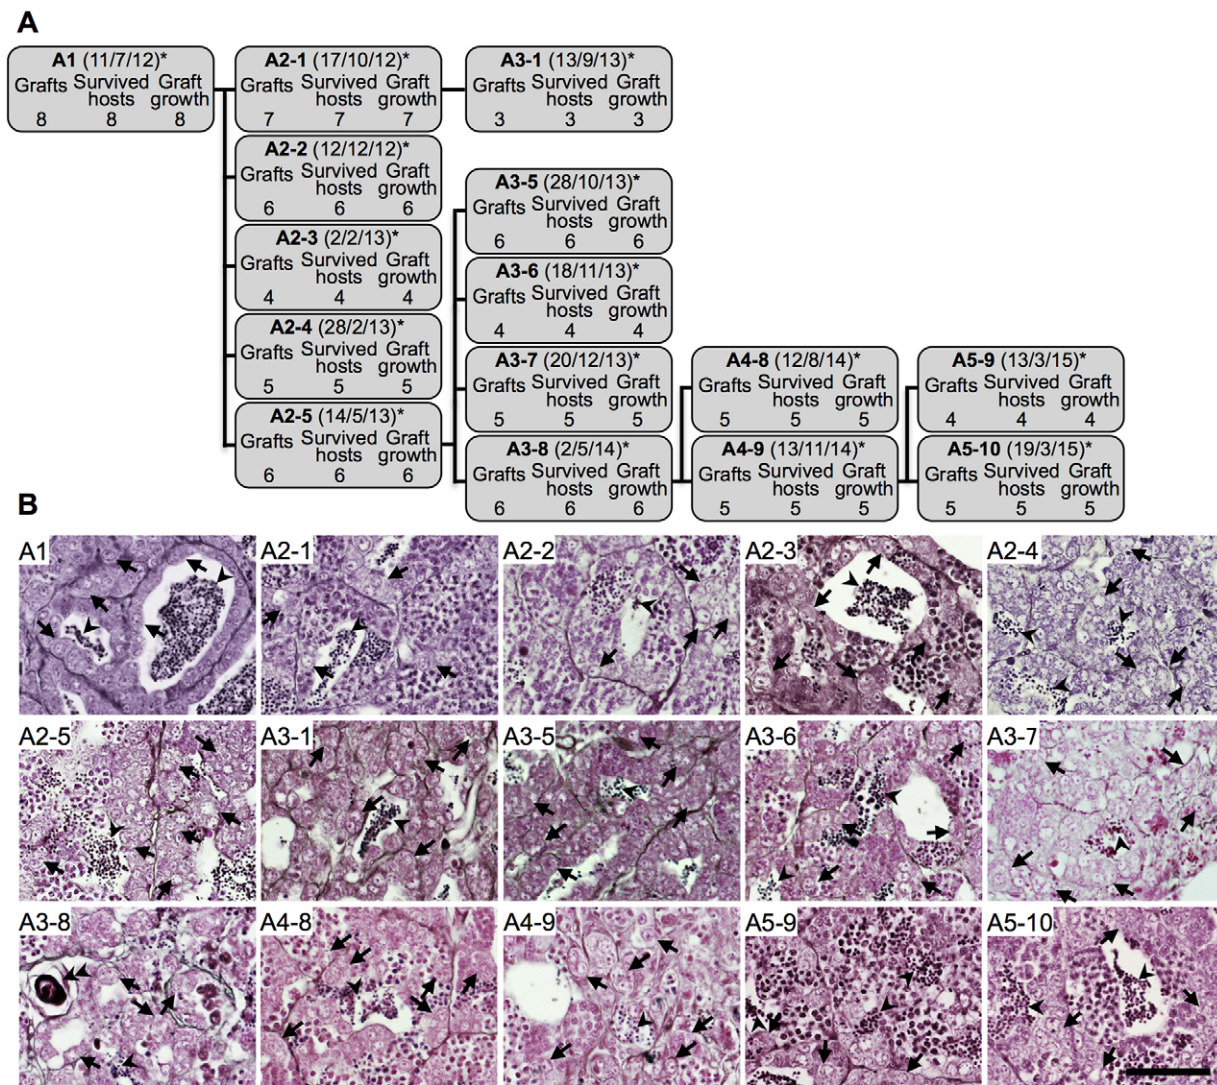 A
A1 (11/7/12)*
Grafts Survived hosts Graft growth
8 8 8
A2-1 (17/10/12)*
Grafts Survived hosts Graft growth
7 7 7
A3-1 (13/9/13)*
Grafts Survived hosts Graft growth
3 3 3
A2-2 (12/12/12)*
Grafts Survived hosts Graft growth
6 6 6
A2-3 (2/2/13)*
Grafts Survived hosts Graft growth
4 4 4
A2-4 (28/2/13)*
Grafts Survived hosts Graft growth
5 5 5
A2-5 (14/5/13)*
Grafts Survived hosts Graft growth
6 6 6
A3-5 (28/10/13)*
Grafts Survived hosts Graft growth
6 6 6
A3-6 (18/11/13)*
Grafts Survived hosts Graft growth
4 4 4
A3-7 (20/12/13)*
Grafts Survived hosts Graft growth
5 5 5
A3-8 (2/5/14)*
Grafts Survived hosts Graft growth
6 6 6
A4-8 (12/8/14)*
Grafts Survived hosts Graft growth
5 5 5
A4-9 (13/11/14)*
Grafts Survived hosts Graft growth
5 5 5
A5-9 (13/3/15)*
Grafts Survived hosts Graft growth
4 4 4
A5-10 (19/3/15)*
Grafts Survived hosts Graft growth
5 5 5
B
A1
A2-1
A2-2
A2-3
A2-4
A2-5
A3-1
A3-5
A3-6
A3-7
A3-8
A4-8
A4-9
A5-9
A5-10